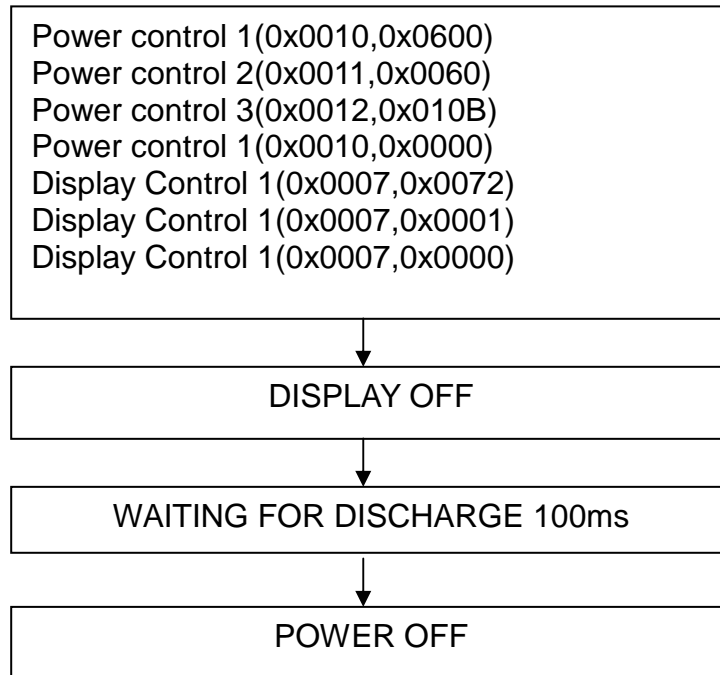 Power control 1(0x0010,0x0600)
Power control 2(0x0011,0x0060)
Power control 3(0x0012,0x010B)
Power control 1(0x0010,0x0000)
Display Control 1(0x0007,0x0072)
Display Control 1(0x0007,0x0001)
Display Control 1(0x0007,0x0000)
DISPLAY OFF
WAITING FOR DISCHARGE 100ms
POWER OFF